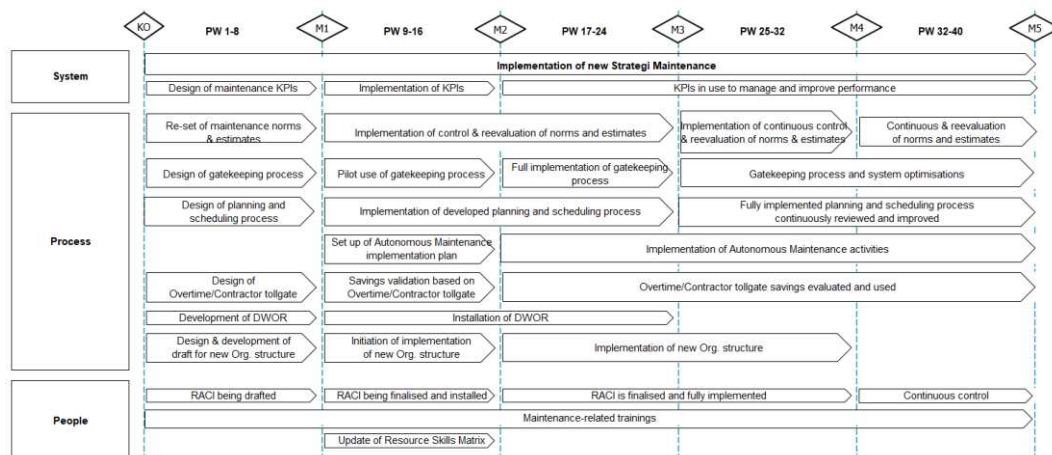 KO PW 1-8 M1 PW 9-16 M2 PW 17-24 M3 PW 25-32 M4 PW 32-40 M5
System
Implementation of new Strategi Maintenance
Design of maintenance KPIs
Implementation of KPIs
KPIs in use to manage and improve performance
Process
Re-set of maintenance norms
& estimates
Implementation of control & reevaluation of norms and estimates
Implementation of continuous control
& reevaluation of norms & estimates
Continuous & reevaluation
of norms and estimates
Design of gatekeeping process
Pilot use of gatekeeping process
Full implementation of gatekeeping
process
Gatekeeping process and system optimisations
Design of planning and
scheduling process
Implementation of developed planning and scheduling process
Fully implemented planning and scheduling process
continuously reviewed and improved
Set up of Autonomous Maintenance
implementation plan
Implementation of Autonomous Maintenance activities
Design of
Overtime/Contractor tollgate
Savings validation based on
Overtime/Contractor tollgate
Overtime/Contractor tollgate savings evaluated and used
Development of DWOR
Installation of DWOR
Design & development of
draft for new Org. structure
Initiation of implementation
of new Org. structure
Implementation of new Org. structure
People
RACI being drafted
RACI being finalised and installed
RACI is finalised and fully implemented
Continuous control
Maintenance-related trainings
Update of Resource Skills Matrix